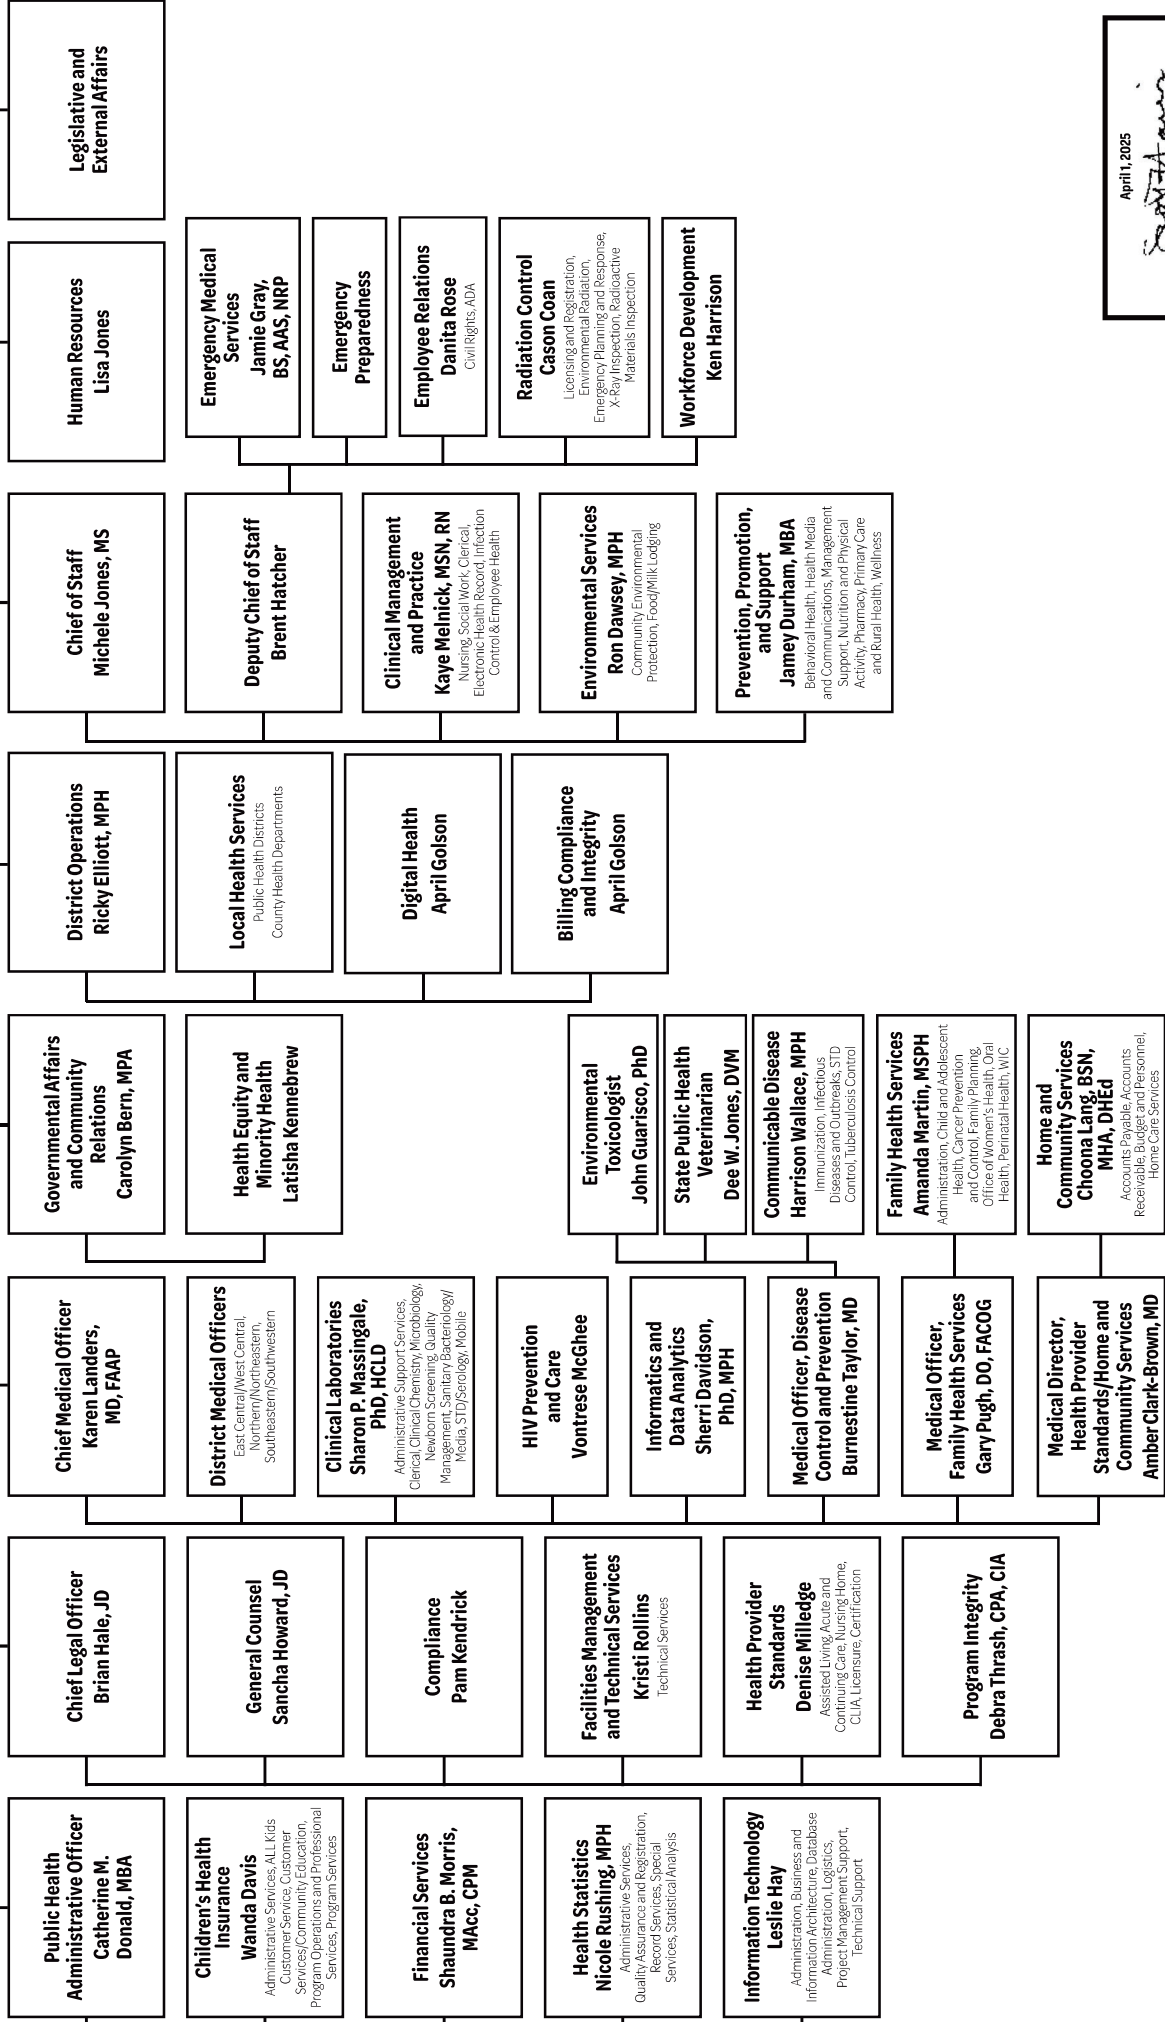 Public Health
Administrative Officer
Catherine M.
Donald, MBA
Children's Health
Insurance
Wanda Davis
Administrative Services, ALL Kids
Customer Service, Customer
Services/Community Education,
Program Operations and Professional
Services, Program Services
Financial Services
Shaundra B. Morris,
MAcc, CPM
Health Statistics
Nicole Rushing, MPH
Administrative Services,
Quality Assurance and Registration,
Record Services, Special
Services, Statistical Analysis
Information Technology
Leslie Hay
Administration, Business and
Information Architecture, Database
Administration, Logistics,
Project Management Support,
Technical Support
Chief Legal Officer
Brian Hale, JD
General Counsel
Sancha Howard, JD
Compliance
Pam Kendrick
Facilities Management
and Technical Services
Kristi Rollins
Technical Services
Health Provider
Standards
Denise Milledge
Assisted Living, Acute and
Continuing Care, Nursing Home,
CLIA, Licensure, Certification
Program Integrity
Debra Thrash, CPA, CIA
Chief Medical Officer
Karen Landers,
MD, FAAP
District Medical Officers
East Central/West Central,
Northern/Northeastern,
Southeastern/Southwestern
Clinical Laboratories
Sharon P. Massingale,
PhD, HCLD
Administrative Support Services,
Clerical, Clinical Chemistry, Microbiology,
Newborn Screening, Quality
Management, Sanitary Bacteriology/
Media, STD/Serology, Mobile
HIV Prevention
and Care
Vontrese McGhee
Informatics and
Data Analytics
Sherri Davidson,
PhD, MPH
Medical Officer, Disease
Control and Prevention
Burnestine Taylor, MD
Medical Officer,
Family Health Services
Gary Pugh, DO, FACOG
Medical Director,
Health Provider
Standards/Home and
Community Services
Amber Clark-Brown, MD
Governmental Affairs
and Community
Relations
Carolyn Bern, MPA
Health Equity and
Minority Health
Latisha Kennebrew
Environmental
Toxicologist
John Guarisco, PhD
State Public Health
Veterinarian
Dee W. Jones, DVM
Communicable Disease
Harrison Wallace, MPH
Immunization, Infectious
Diseases and Outbreaks, STD
Control, Tuberculosis Control
Family Health Services
Amanda Martin, MSPH
Administration, Child and Adolescent
Health, Cancer Prevention
and Control, Family Planning,
Office of Women's Health, Oral
Health, Perinatal Health, WIC
Home and
Community Services
Choona Lang, BSN,
MHA, DHEd
Accounts Payable, Accounts
Receivable, Budget and Personnel,
Home Care Services
District Operations
Ricky Elliott, MPH
Local Health Services
Public Health Districts
County Health Departments
Digital Health
April Golson
Billing Compliance
and Integrity
April Golson
Chief of Staff
Michele Jones, MS
Deputy Chief of Staff
Brent Hatcher
Clinical Management
and Practice
Kaye Melnick, MSN, RN
Nursing, Social Work, Clerical,
Electronic Health Record, Infection
Control & Employee Health
Environmental Services
Ron Dawsey, MPH
Community Environmental
Protection, Food/Milk Lodging
Prevention, Promotion,
and Support
Jamey Durham, MBA
Behavioral Health, Health Media
and Communications, Management
Support, Nutrition and Physical
Activity, Pharmacy, Primary Care
and Rural Health, Wellness
Human Resources
Lisa Jones
Emergency Medical
Services
Jamie Gray,
BS, AAS, NRP
Emergency
Preparedness
Employee Relations
Danita Rose
Civil Rights, ADA
Radiation Control
Cason Coan
Licensing and Registration,
Environmental Radiation,
Emergency Planning and Response,
X-Ray Inspection, Radioactive
Materials Inspection
Workforce Development
Ken Harrison
Legislative and
External Affairs
April 1, 2025